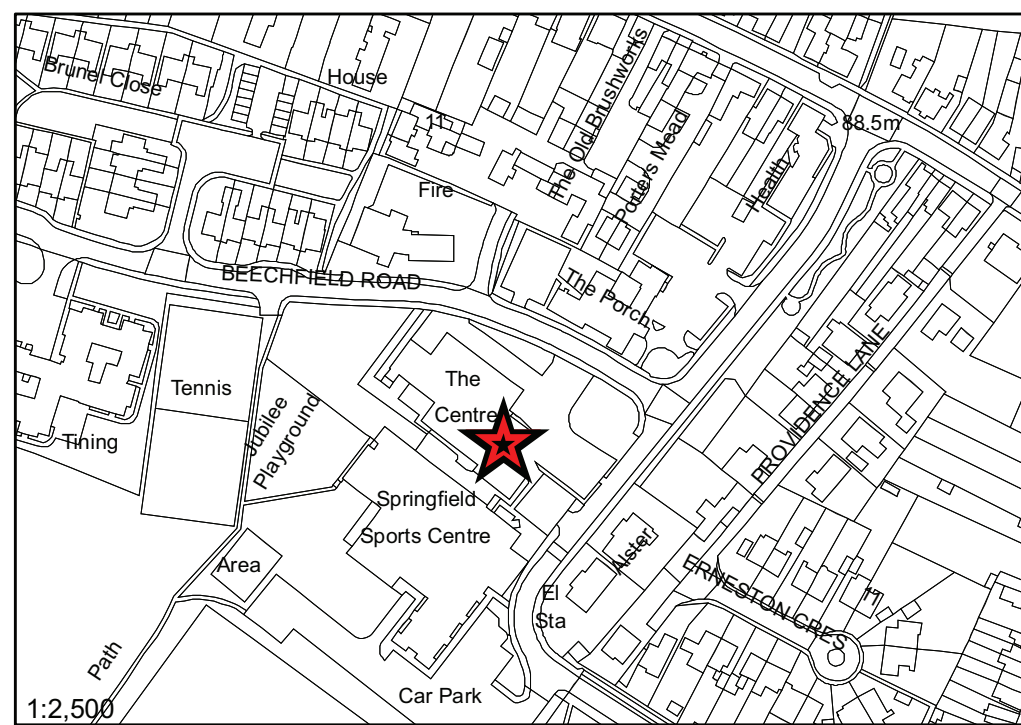 Brunel Close
House
11
The Old Brushworks
Porters Mead
Health
88.5m
Fire
BEECHFIELD ROAD
The Porch
PROVIDENCE LANE
Tennis
Jubilee
Playground
The
Centre
Tining
Springfield
Sports Centre
Alster
ERNESTON CRES
11
Area
El
Sta
Path
Car Park
1:2,500